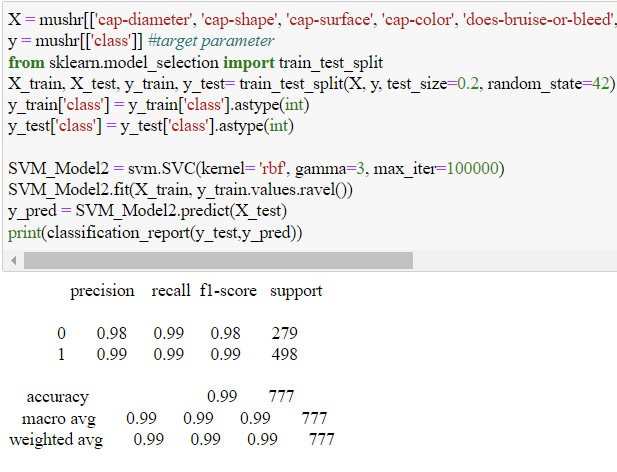 X = mushr[['cap-diameter', 'cap-shape', 'cap-surface', 'cap-color', 'does-bruise-or-bleed',
y = mushr[['class']] #target parameter
from sklearn.model_selection import train_test_split
X_train, X_test, y_train, y_test= train_test_split(X, y, test_size=0.2, random_state=42)
y_train['class'] = y_train['class'].astype(int)
y_test['class'] = y_test['class'].astype(int)
SVM_Model2 = svm.SVC(kernel= 'rbf', gamma=3, max_iter=100000)
SVM_Model2.fit(X_train, y_train.values.ravel())
y_pred = SVM_Model2.predict(X_test)
print(classification_report(y_test,y_pred))
precision recall f1-score support
0 0.98 0.99 0.98 279
1 0.99 0.99 0.99 498
accuracy 0.99 777
macro avg 0.99 0.99 0.99 777
weighted avg 0.99 0.99 0.99 777